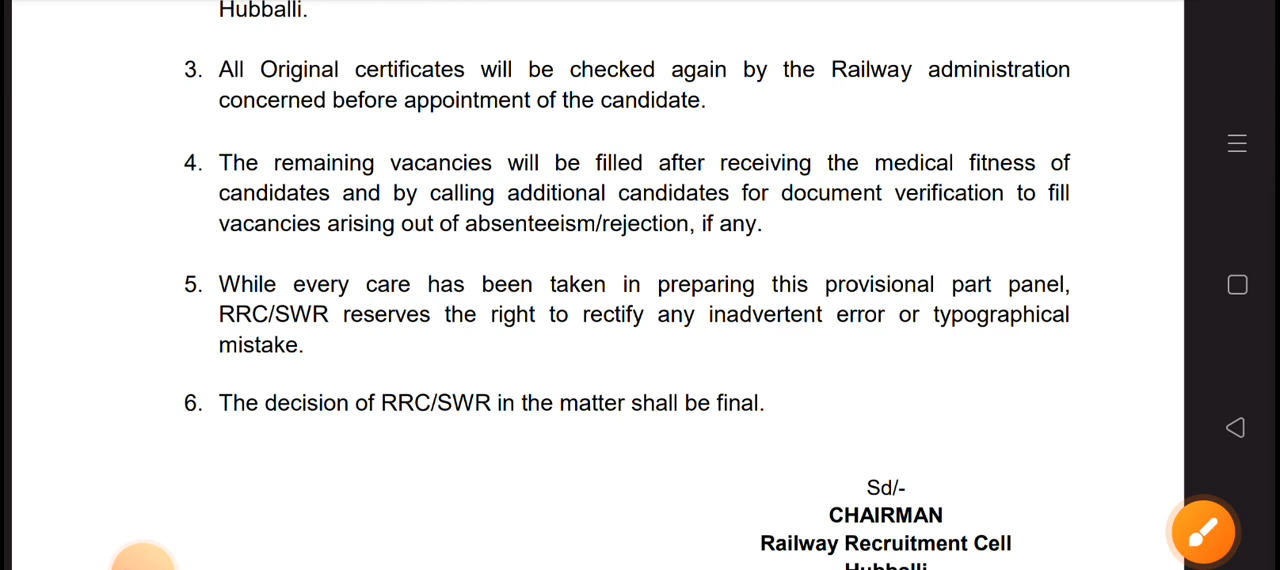 Hubballi.
3. All Original certificates will be checked again by the Railway administration
concerned before appointment of the candidate.
4. The remaining vacancies will be filled after receiving the medical fitness of
candidates and by calling additional candidates for document verification to fill
vacancies arising out of absenteeism/rejection, if any.
5. While every care has been taken in preparing this provisional part panel,
RRC/SWR reserves the right to rectify any inadvertent error or typographical
mistake.
6. The decision of RRC/SWR in the matter shall be final.
Sd/-
CHAIRMAN
Railway Recruitment Cell
Hubballi